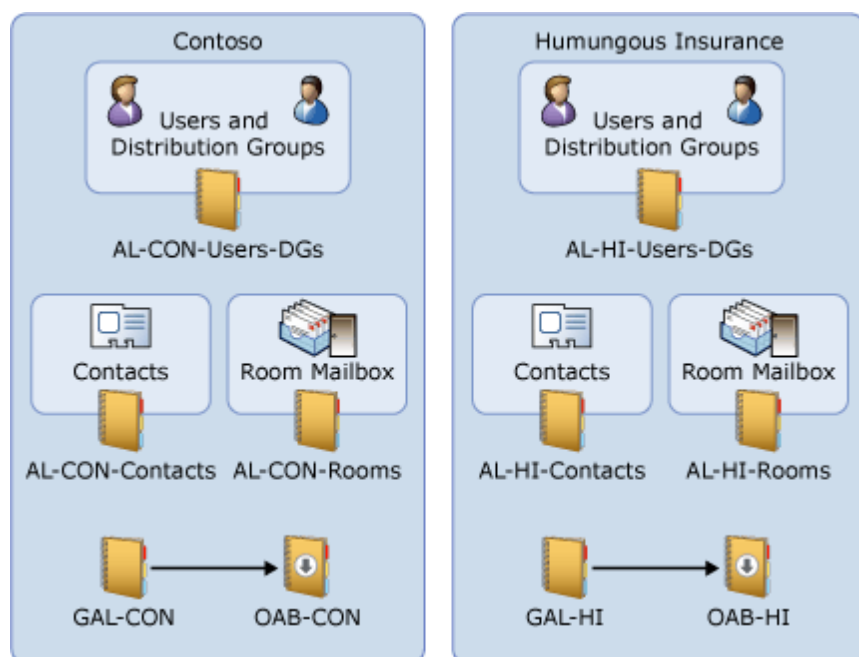 Contoso
Users and
Distribution Groups
AL-CON-Users-DGs
Contacts
Room Mailbox
AL-CON-Contacts
AL-CON-Rooms
GAL-CON
OAB-CON
Humungous Insurance
Users and
Distribution Groups
AL-HI-Users-DGs
Contacts
Room Mailbox
AL-HI-Contacts
AL-HI-Rooms
GAL-HI
OAB-HI